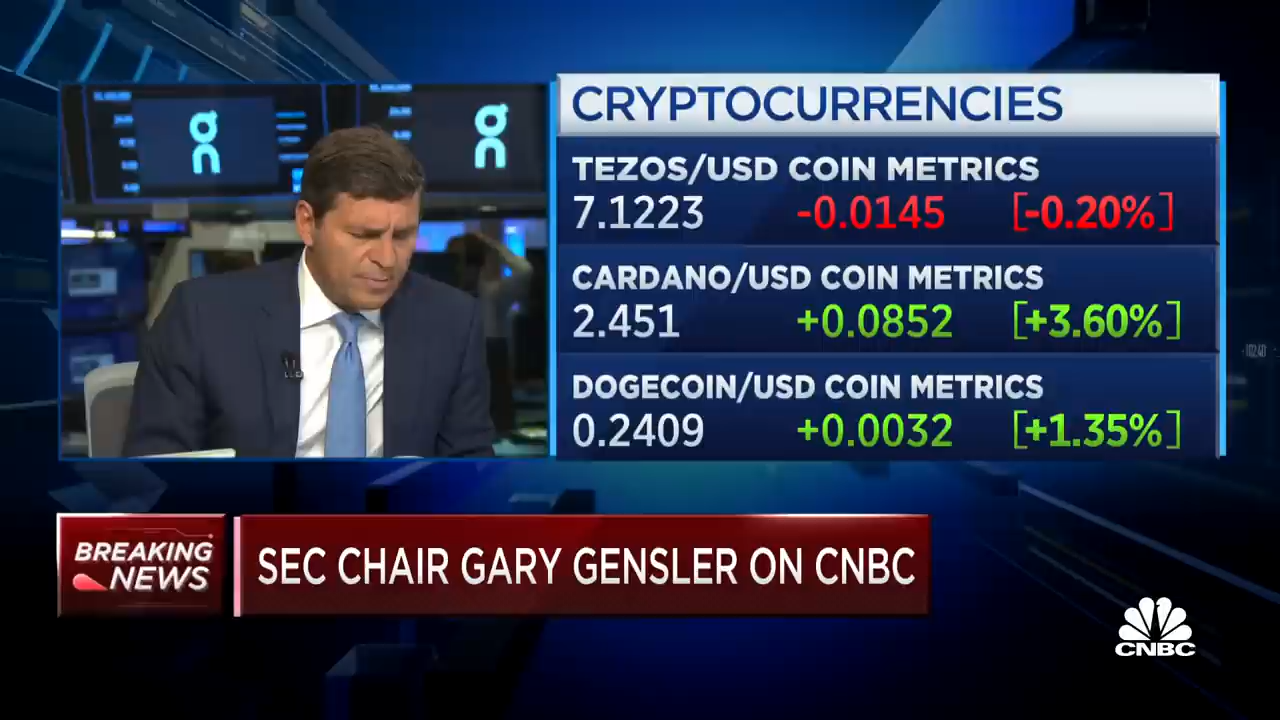 CRYPTOCURRENCIES
TEZOS/USD COIN METRICS
7.1223 -0.0145 [-0.20%]
CARDANO/USD COIN METRICS
2.451 +0.0852 [+3.60%]
DOGECOIN/USD COIN METRICS
0.2409 +0.0032 [+1.35%]
BREAKING
NEWS
SEC CHAIR GARY GENSLER ON CNBC
CNBC